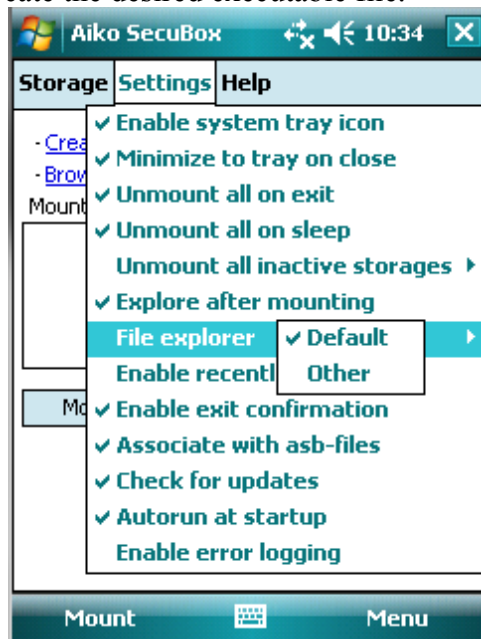 cate the desired executable file.
Aiko SecuBox 10:34
Storage Settings Help
Enable system tray icon
- Crea
Minimize to tray on close
- Brow
Unmount all on exit
Mount
Unmount all on sleep
Unmount all inactive storages
Explore after mounting
File explorer Default
Enable recentl Other
Mo Enable exit confirmation
Associate with asb-files
Check for updates
Autorun at startup
Enable error logging
Mount Menu